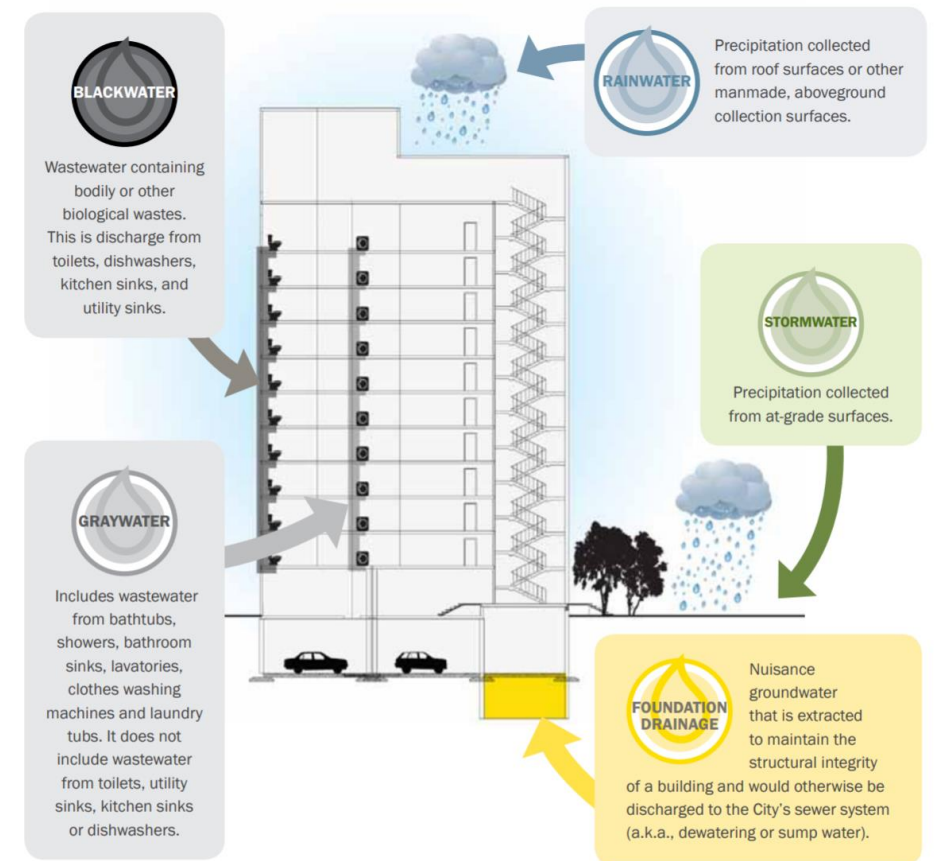 BLACKWATER
Wastewater containing
bodily or other
biological wastes.
This is discharge from
toilets, dishwashers,
kitchen sinks, and
utility sinks.
RAINWATER
Precipitation collected
from roof surfaces or other
manmade, aboveground
collection surfaces.
STORMWATER
Precipitation collected
from at-grade surfaces.
GRAYWATER
Includes wastewater
from bathtubs,
showers, bathroom
sinks, lavatories,
clothes washing
machines and laundry
tubs. It does not
include wastewater
from toilets, utility
sinks, kitchen sinks
or dishwashers.
FOUNDATION
DRAINAGE
Nuisance
groundwater
that is extracted
to maintain the
structural integrity
of a building and would otherwise be
discharged to the City's sewer system
(a.k.a., dewatering or sump water).